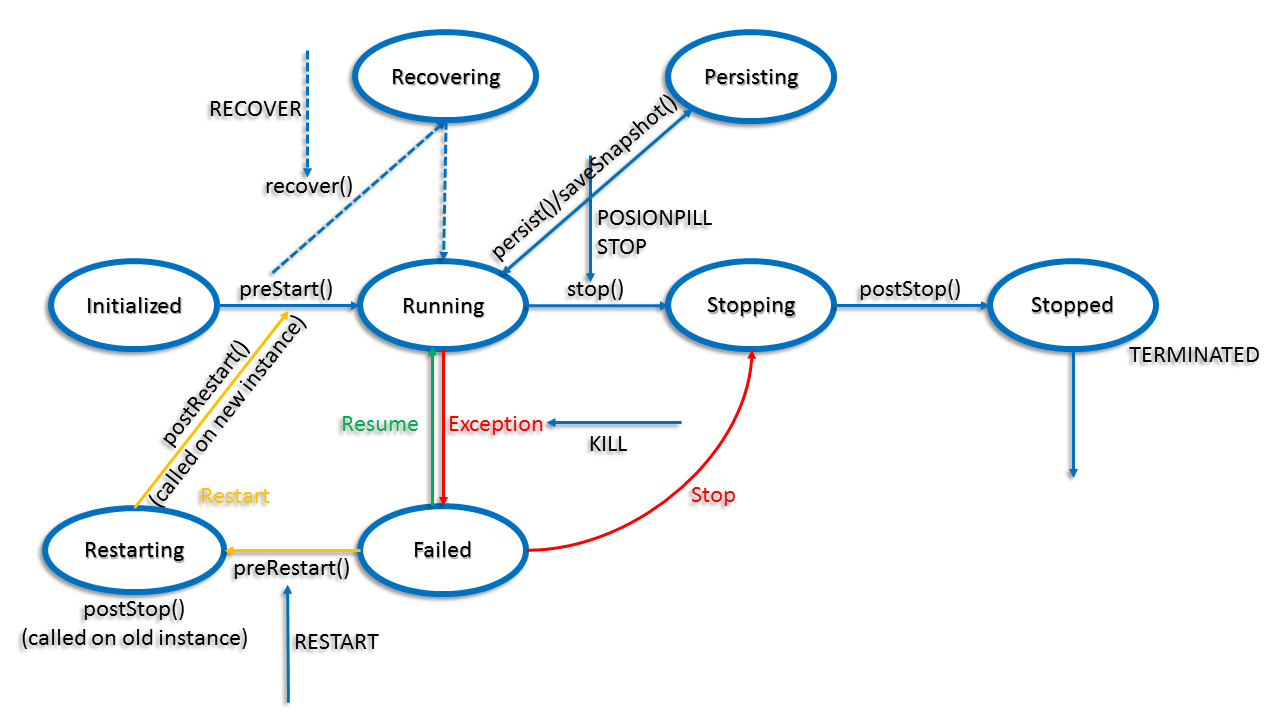 Recovering
Persisting
RECOVER
recover()
persist()/saveSnapshot()
POSIONPILL
STOP
Initialized
preStart()
Running
stop()
Stopping
postStop()
Stopped
TERMINATED
postRestart()
(called on new instance)
Resume
Exception
KILL
Restart
Stop
Restarting
preRestart()
Failed
postStop()
(called on old instance)
RESTART